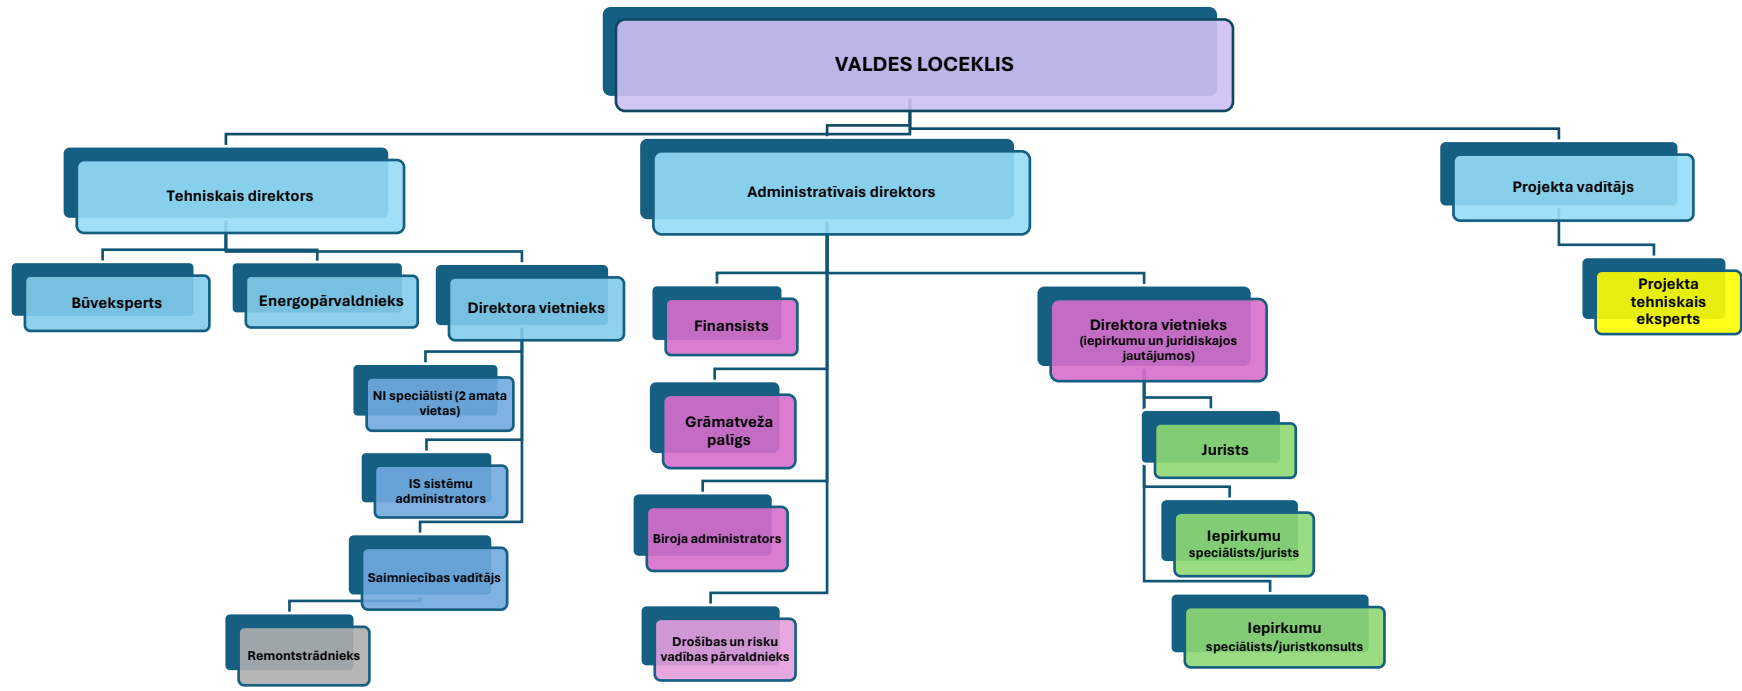 VALDES LOCEKLIS
Tehniskais direktors
Administratīvais direktors
Projekta vadītājs
Būveksperts
Energopārvaldnieks
Direktora vietnieks
Finansists
Direktora vietnieks
(iepirkumu un juridiskajos
jautājumos)
Projekta
tehniskais
eksperts
NI speciālisti (2 amata
vietas)
Grāmatveža
palīgs
Jurists
IS sistēmu
administrators
Biroja administrators
Iepirkumu
speciālists/jurists
Saimniecības vadītājs
Remontstrādnieks
Drošības un risku
vadības pārvaldnieks
Iepirkumu
speciālists/juristkonsults